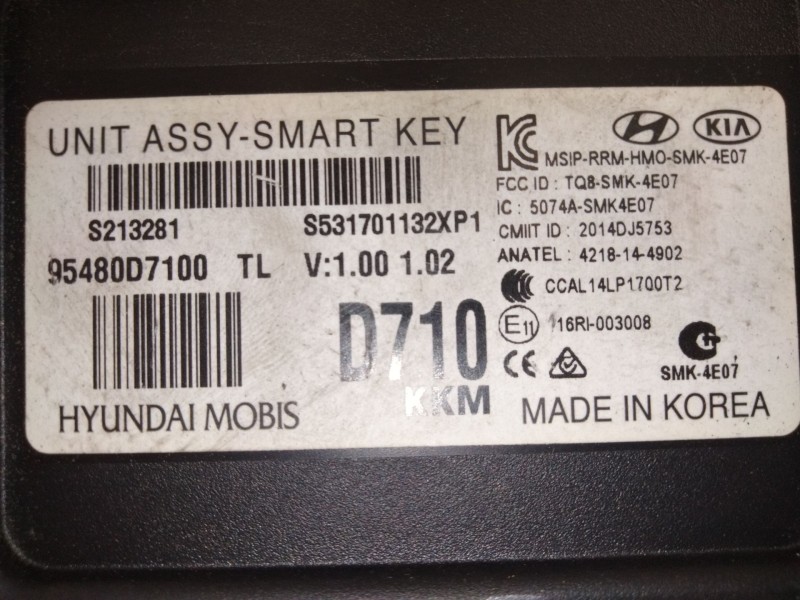 UNIT ASSY-SMART KEY
S213281 S531701132XP1
95480D7100 TL V:1.00 1.02
D710
KKM
HYUNDAI MOBIS
KIA
MSIP-RRM-HMO-SMK-4E07
FCC ID : TQ8-SMK-4E07
IC : 5074A-SMK4E07
CMIIT ID : 2014DJ5753
ANATEL : 4218-14-4902
CCAL14LP1700T2
E11 116RI-003008
CE
SMK-4E07
MADE IN KOREA